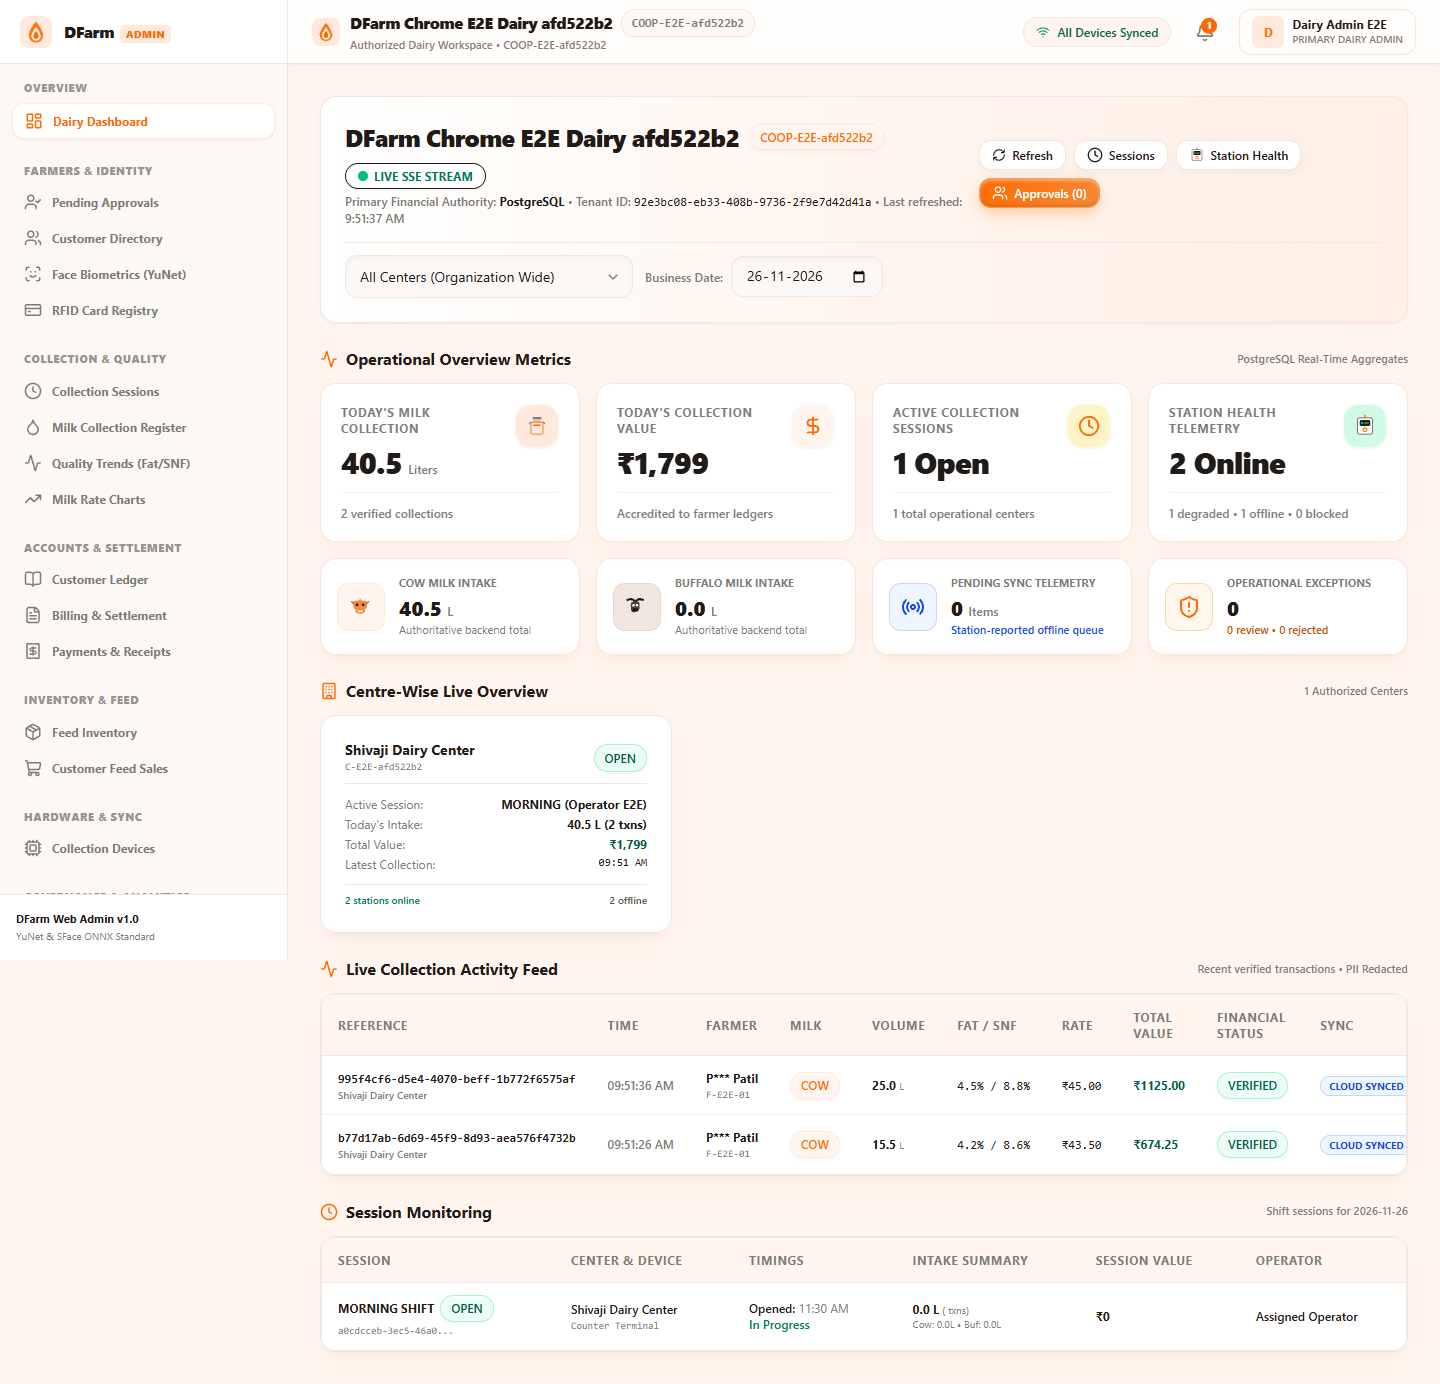 DFarm ADMIN
OVERVIEW
Dairy Dashboard
FARMERS & IDENTITY
Pending Approvals
Customer Directory
Face Biometrics (YuNet)
RFID Card Registry
COLLECTION & QUALITY
Collection Sessions
Milk Collection Register
Quality Trends (Fat/SNF)
Milk Rate Charts
ACCOUNTS & SETTLEMENT
Customer Ledger
Billing & Settlement
Payments & Receipts
INVENTORY & FEED
Feed Inventory
Customer Feed Sales
HARDWARE & SYNC
Collection Devices
DFarm Web Admin v1.0
YuNet & SFace ONNX Standard
DFarm Chrome E2E Dairy afd522b2 COOP-E2E-afd522b2
Authorized Dairy Workspace • COOP-E2E-afd522b2
All Devices Synced
1
D
Dairy Admin E2E
PRIMARY DAIRY ADMIN
DFarm Chrome E2E Dairy afd522b2 COOP-E2E-afd522b2
LIVE SSE STREAM
Primary Financial Authority: PostgreSQL • Tenant ID: 92e3bc08-eb33-408b-9736-2f9e7d42d41a • Last refreshed:
9:51:37 AM
Refresh
Sessions
Station Health
Approvals (0)
All Centers (Organization Wide)
Business Date: 26-11-2026
Operational Overview Metrics
PostgreSQL Real-Time Aggregates
TODAY'S MILK
COLLECTION
40.5 Liters
2 verified collections
TODAY'S COLLECTION
VALUE
₹1,799
Accredited to farmer ledgers
ACTIVE COLLECTION
SESSIONS
1 Open
1 total operational centers
STATION HEALTH
TELEMETRY
2 Online
1 degraded • 1 offline • 0 blocked
COW MILK INTAKE
40.5 L
Authoritative backend total
BUFFALO MILK INTAKE
0.0 L
Authoritative backend total
PENDING SYNC TELEMETRY
0 Items
Station-reported offline queue
OPERATIONAL EXCEPTIONS
0
0 review • 0 rejected
Centre-Wise Live Overview
1 Authorized Centers
Shivaji Dairy Center
C-E2E-afd522b2
OPEN
Active Session: MORNING (Operator E2E)
Today's Intake: 40.5 L (2 txns)
Total Value: ₹1,799
Latest Collection: 09:51 AM
2 stations online 2 offline
Live Collection Activity Feed
Recent verified transactions • PII Redacted
REFERENCE TIME FARMER MILK VOLUME FAT / SNF RATE TOTAL VALUE FINANCIAL STATUS SYNC
995f4cf6-d5e4-4070-beff-1b772f6575af 09:51:36 AM P*** Patil COW 25.0 L 4.5% / 8.8% ₹45.00 ₹1125.00 VERIFIED CLOUD SYNCED
Shivaji Dairy Center F-E2E-01
b77d17ab-6d69-45f9-8d93-aea576f4732b 09:51:26 AM P*** Patil COW 15.5 L 4.2% / 8.6% ₹43.50 ₹674.25 VERIFIED CLOUD SYNCED
Shivaji Dairy Center F-E2E-01
Session Monitoring
Shift sessions for 2026-11-26
SESSION CENTER & DEVICE TIMINGS INTAKE SUMMARY SESSION VALUE OPERATOR
MORNING SHIFT OPEN Shivaji Dairy Center Opened: 11:30 AM 0.0 L ( txns) ₹0 Assigned Operator
a0cdcceb-3ec5-46a0... Counter Terminal In Progress Cow: 0.0L • Buf: 0.0L